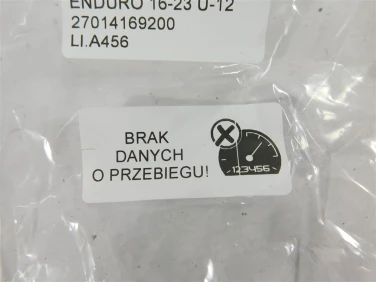 ENDURO 16-23 U-12
27014169200
LI.A456
BRAK
DANYCH
O PRZEBIEGU!
123456